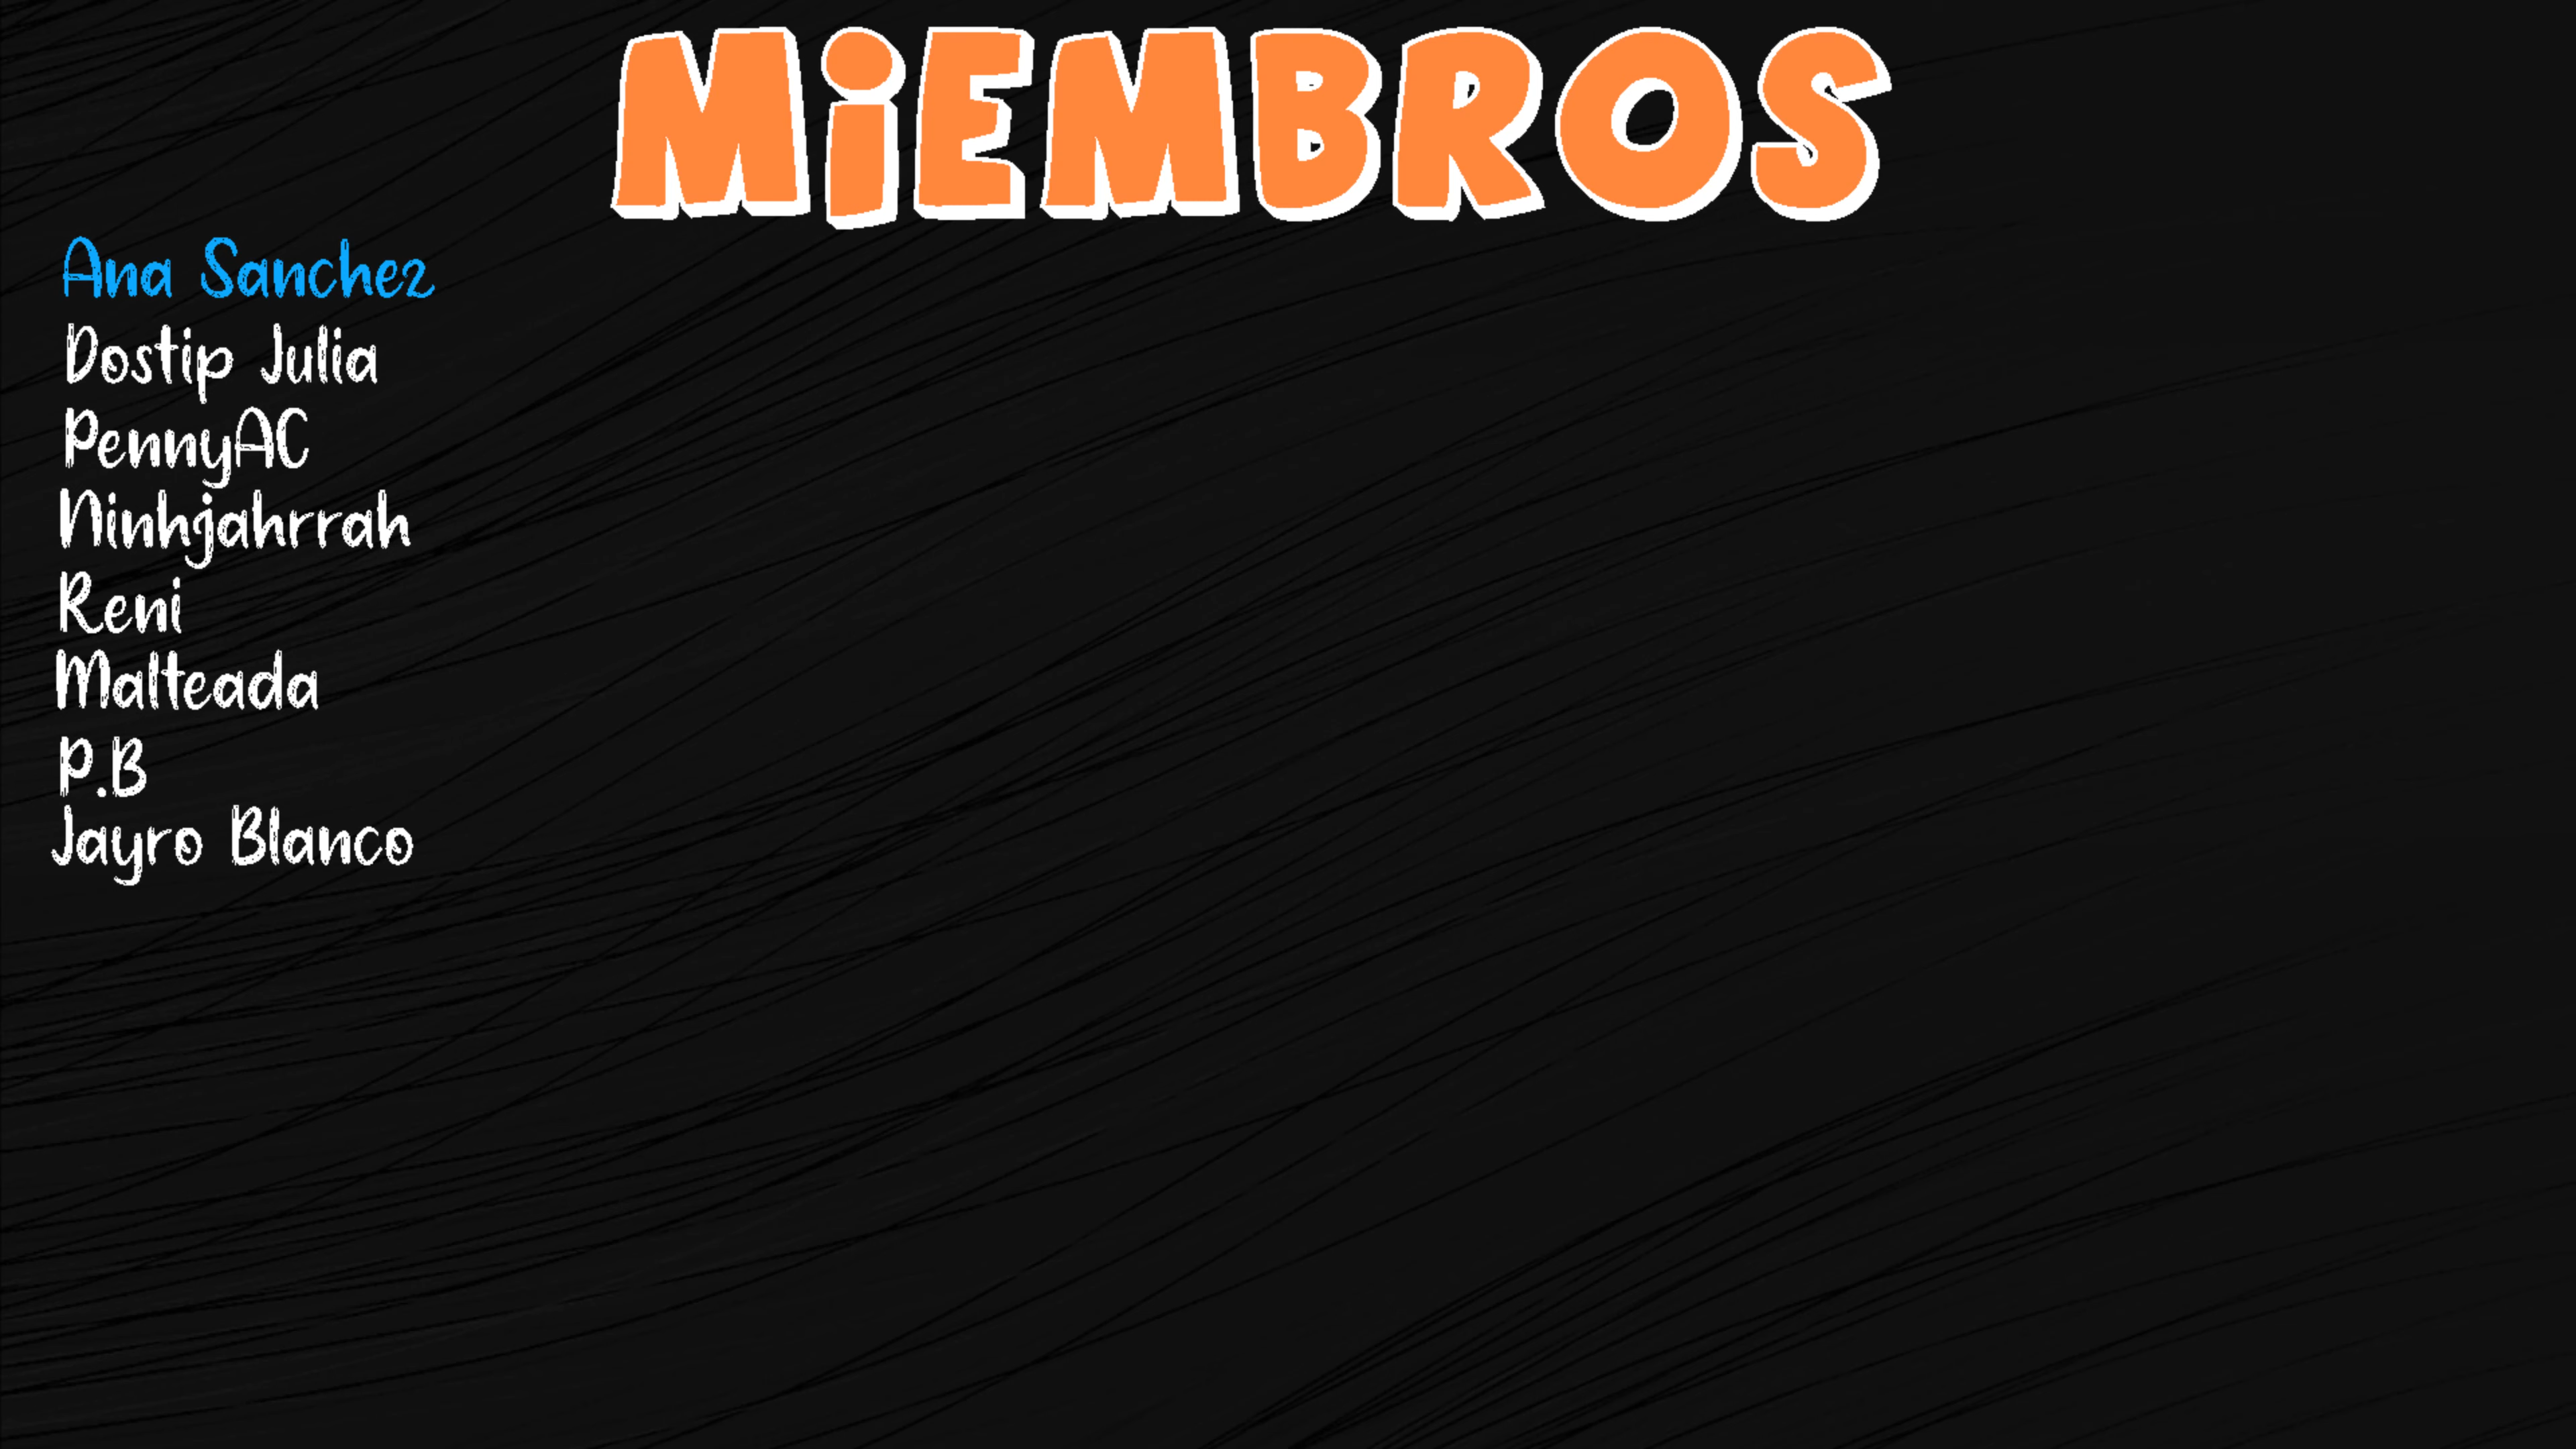 MiEMBROS
Ana Sanchez
Dostip Julia
PennyAC
Ninhjahrrah
Reni
Malteada
P.B
Jayro Blanco